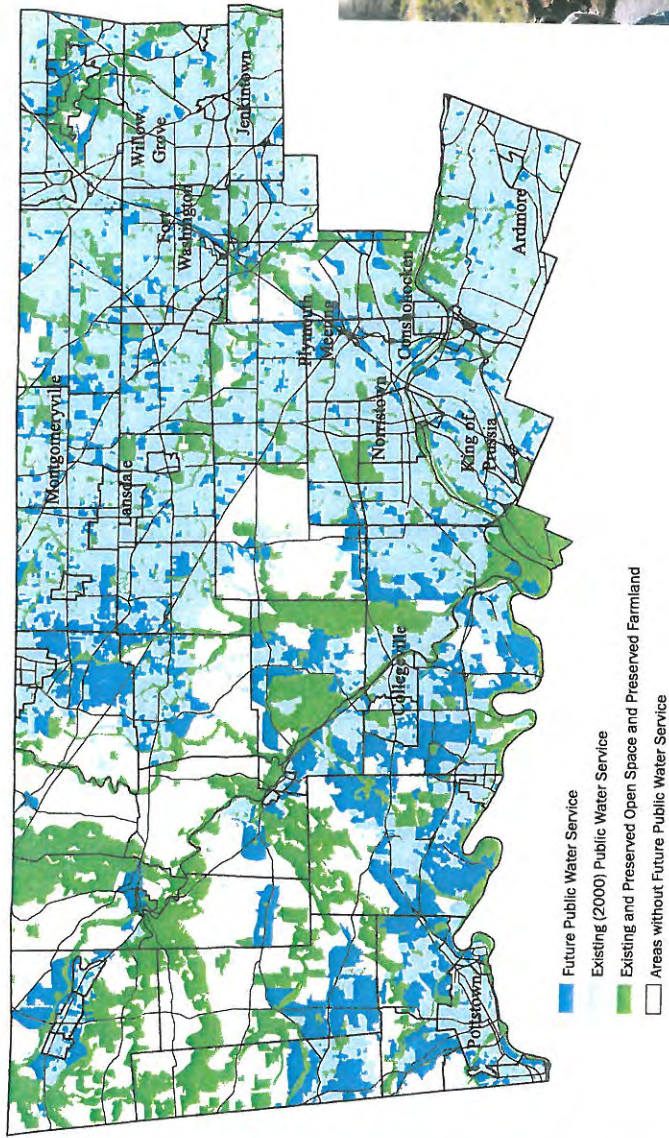 Montgomeryville
Lansdale
Willow
Grove
Jenkintown
Fort
Washington
Plymouth
Meeting
Conshohocken
Ardmore
Norristown
King of
Prussia
Collegeville
Pottstown
Future Public Water Service
Existing (2000) Public Water Service
Existing and Preserved Open Space and Preserved Farmland
Areas without Future Public Water Service